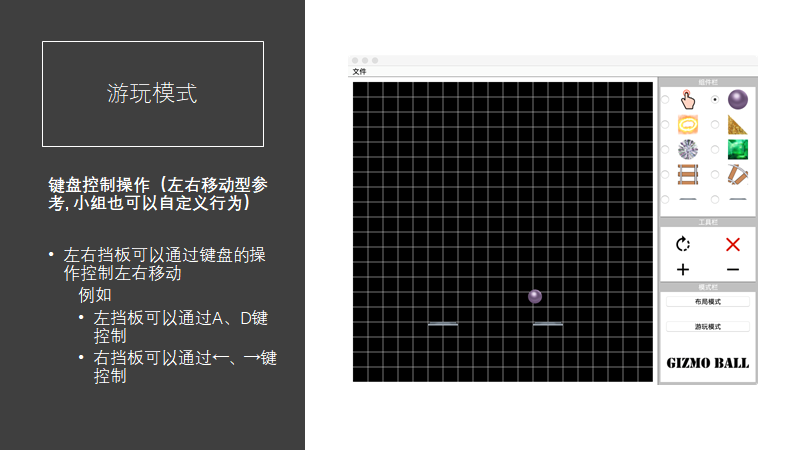 游玩模式
键盘控制操作（左右移动型参
考, 小组也可以自定义行为）
• 左右挡板可以通过键盘的操
作控制左右移动
例如
• 左挡板可以通过A、D键
控制
• 右挡板可以通过←、→键
控制
文件
组件栏
工具栏
模式栏
布局模式
游玩模式
GIZMO BALL